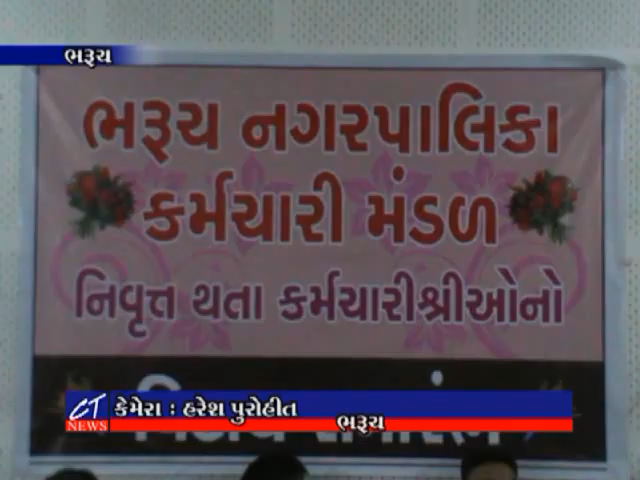 ભરૂચ
ભરૂચ નગરપાલિકા
કર્મચારી મંડળ
નિવૃત્ત થતા કર્મચારીશ્રીઓનો
CT NEWS
કેમેરા : હરેશ પુરોહીત
ભરૂચ